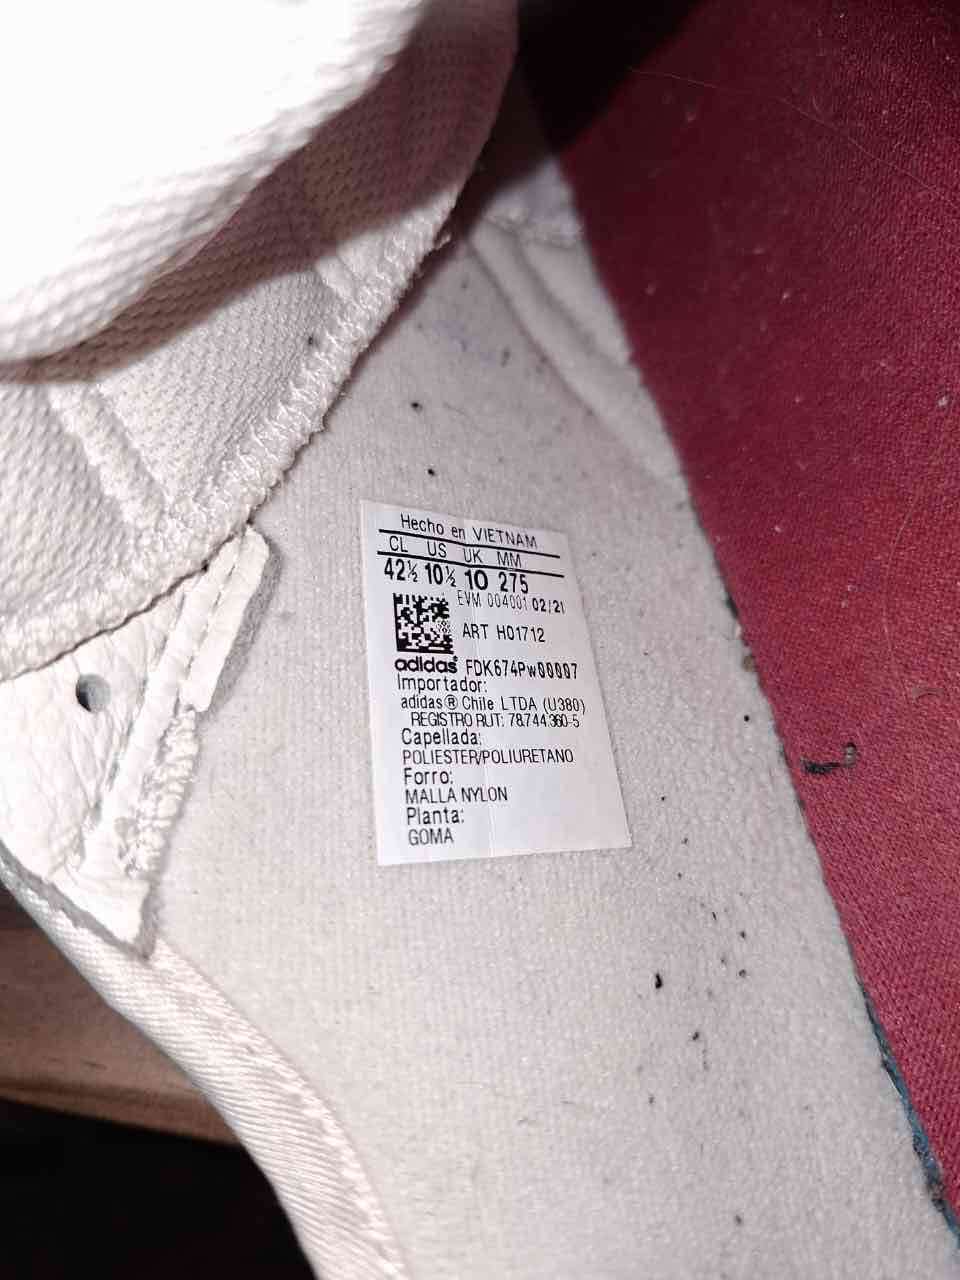 Hecho en VIETNAM
CL US UK MM
42½ 10½ 10 275
EVM 004001 02/21
ART H01712
adidas® FDK674PW00007
Importador:
adidas® Chile LTDA (U380)
REGISTRO RUT: 78.744.360-5
Capellada:
POLIESTER/POLIURETANO
Forro:
MALLA NYLON
Planta:
GOMA